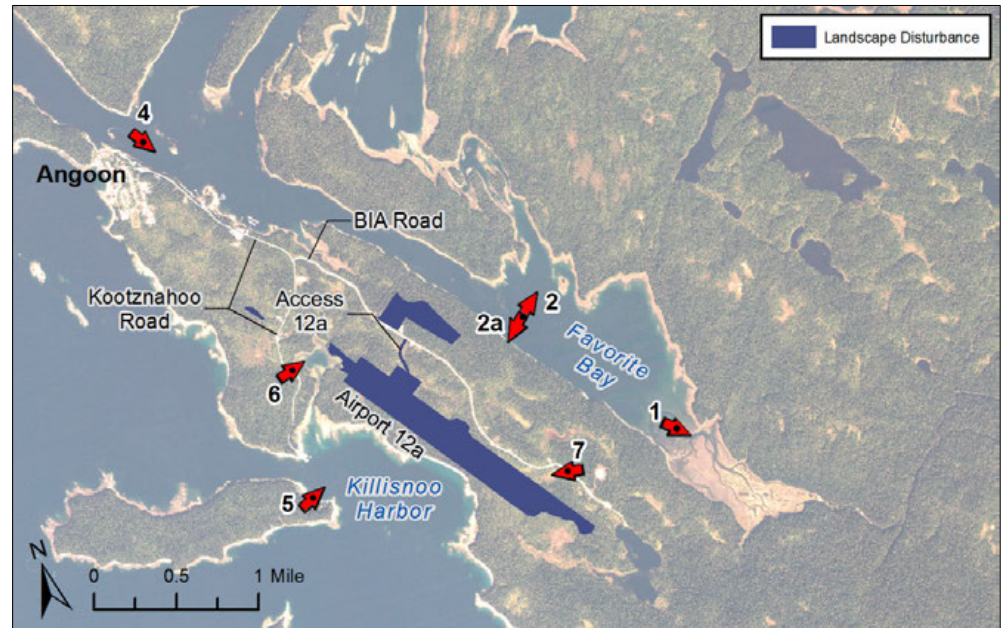 Landscape Disturbance
4
Angoon
BIA Road
Kootznahoo
Road
Access
12a
2
2a
Favorite
Bay
6
Airport 12a
1
7
5
Killisnoo
Harbor
N
0 0.5 1 Mile